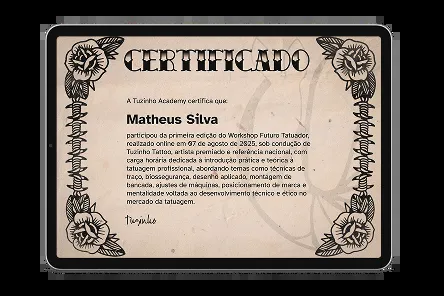 CERTIFICADO
A Tuzinho Academy certifica que:
Matheus Silva
participou da primeira edição do Workshop Futuro Tatuador,
realizado online em 07 de agosto de 2025, sob condução de
Tuzinho Tattoo, artista premiado e referência nacional, com
carga horária dedicada à introdução prática e teórica à
tatuagem profissional, abordando temas como técnicas de
traço, biossegurança, desenho aplicado, montagem de
bancada, ajustes de máquinas, posicionamento de marca e
mentalidade voltada ao desenvolvimento técnico e ético no
mercado da tatuagem.
Tuzinho